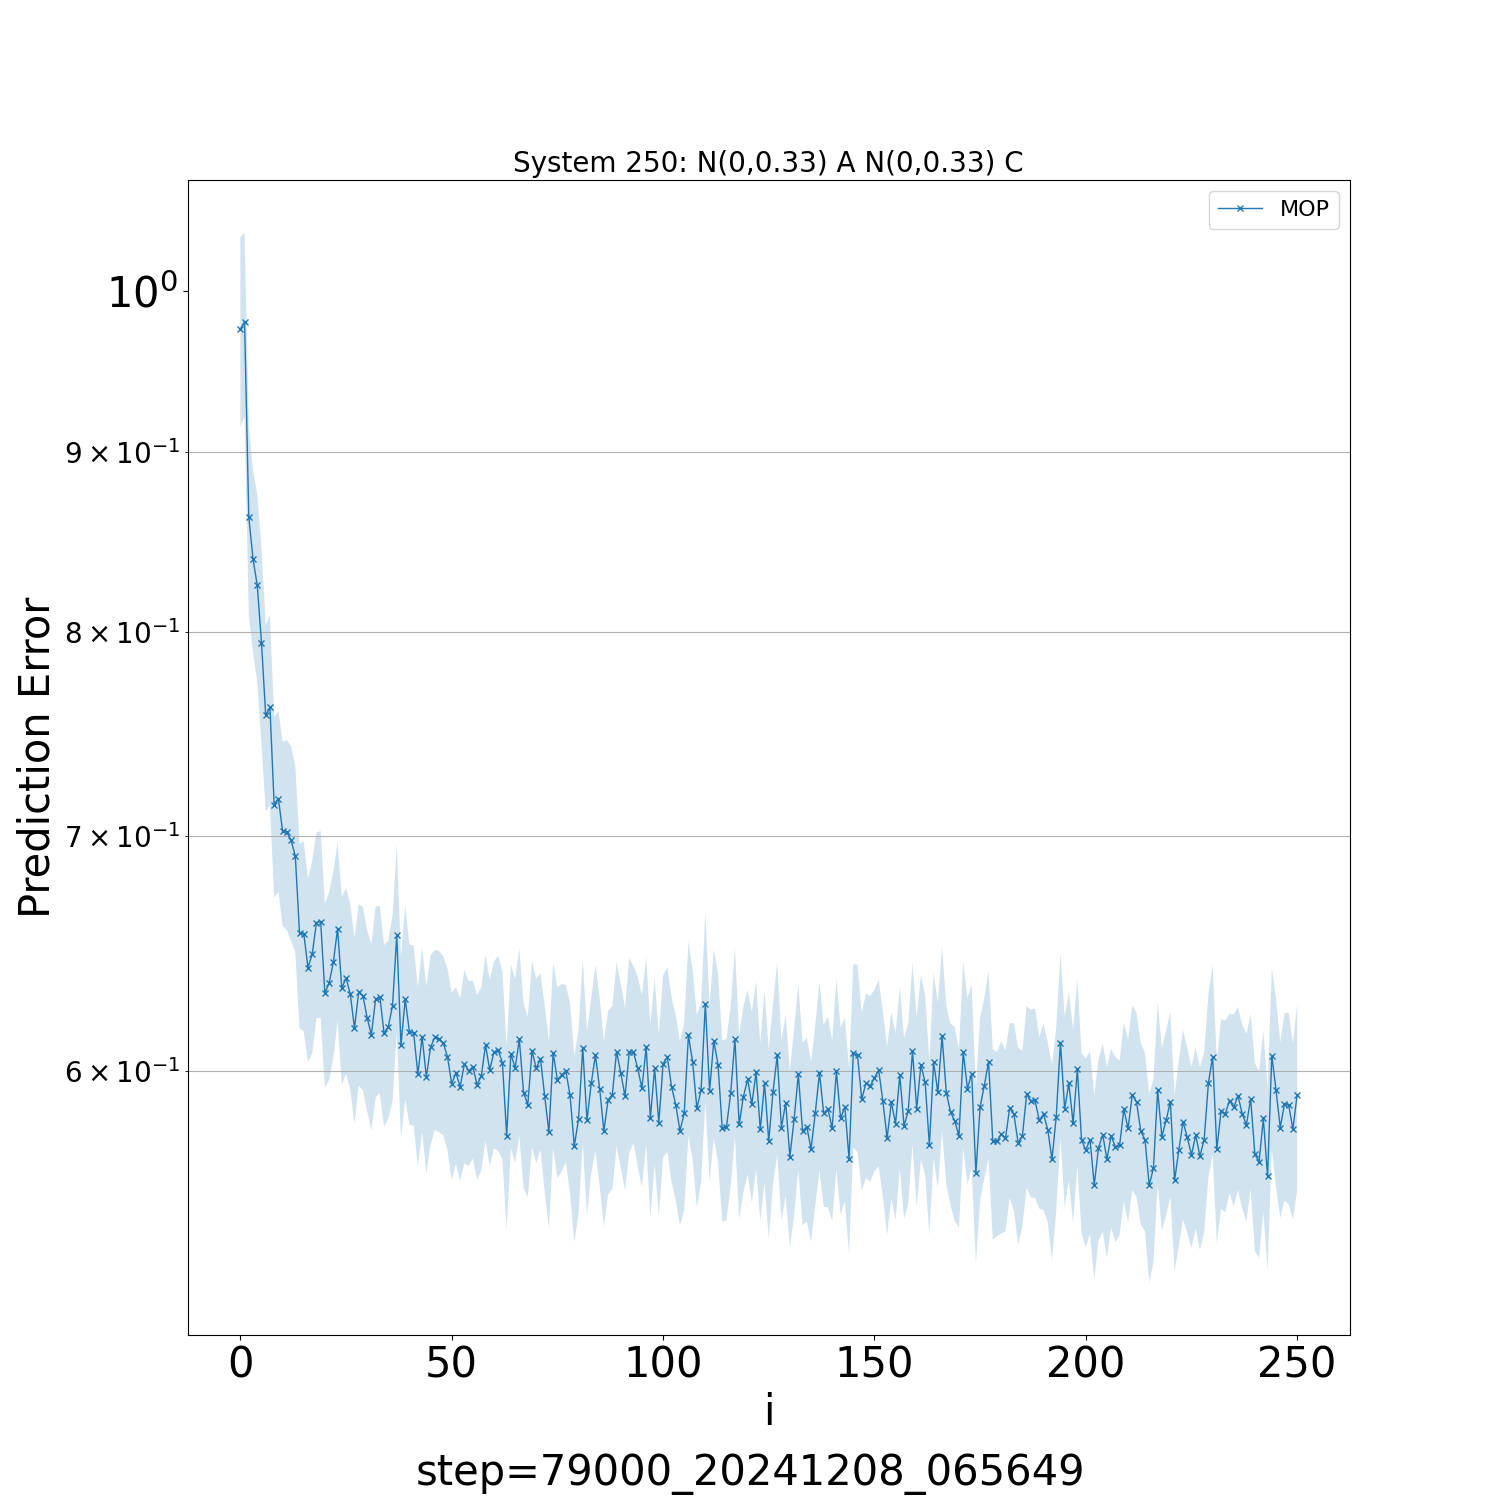 System 250: N(0,0.33) A N(0,0.33) C
MOP
10⁰
9 × 10⁻¹
8 × 10⁻¹
7 × 10⁻¹
6 × 10⁻¹
Prediction Error
0 50 100 150 200 250
i
step=79000_20241208_065649